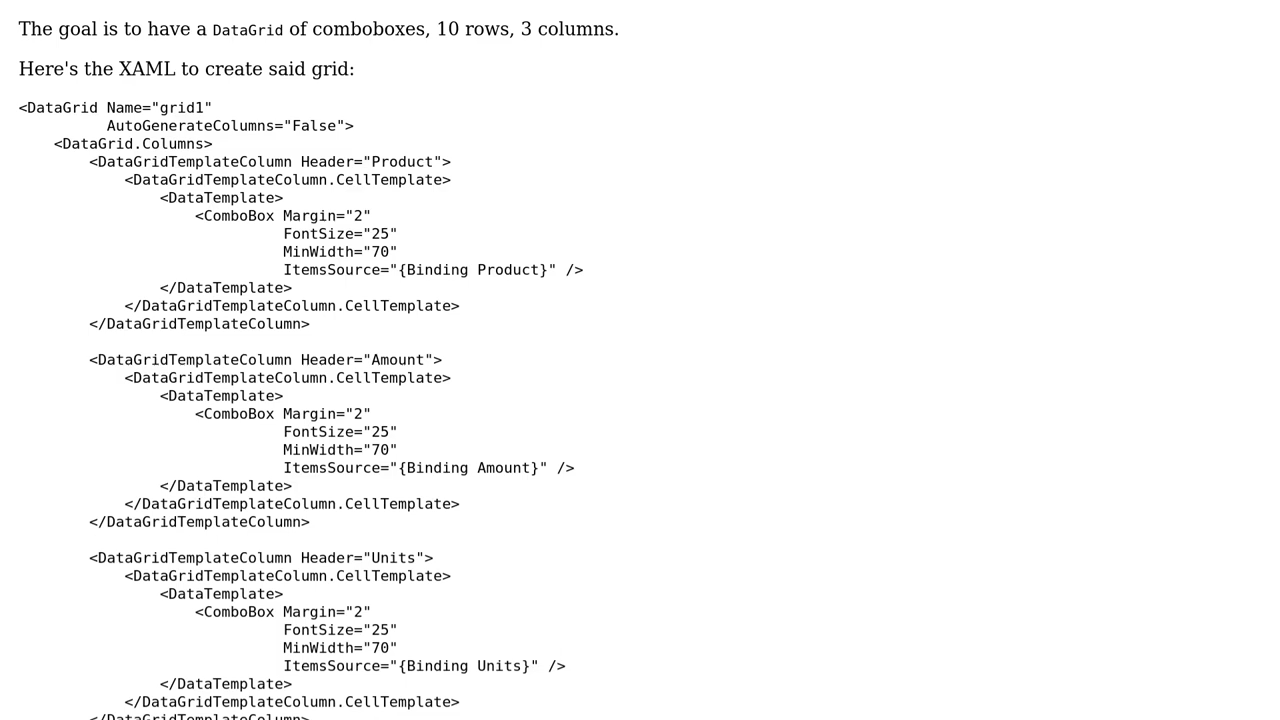 The goal is to have a DataGrid of comboboxes, 10 rows, 3 columns.
Here's the XAML to create said grid:
<DataGrid Name="grid1"
          AutoGenerateColumns="False">
    <DataGrid.Columns>
        <DataGridTemplateColumn Header="Product">
            <DataGridTemplateColumn.CellTemplate>
                <DataTemplate>
                    <ComboBox Margin="2"
                              FontSize="25"
                              MinWidth="70"
                              ItemsSource="{Binding Product}" />
                </DataTemplate>
            </DataGridTemplateColumn.CellTemplate>
        </DataGridTemplateColumn>

        <DataGridTemplateColumn Header="Amount">
            <DataGridTemplateColumn.CellTemplate>
                <DataTemplate>
                    <ComboBox Margin="2"
                              FontSize="25"
                              MinWidth="70"
                              ItemsSource="{Binding Amount}" />
                </DataTemplate>
            </DataGridTemplateColumn.CellTemplate>
        </DataGridTemplateColumn>

        <DataGridTemplateColumn Header="Units">
            <DataGridTemplateColumn.CellTemplate>
                <DataTemplate>
                    <ComboBox Margin="2"
                              FontSize="25"
                              MinWidth="70"
                              ItemsSource="{Binding Units}" />
                </DataTemplate>
            </DataGridTemplateColumn.CellTemplate>
        </DataGridTemplateColumn>